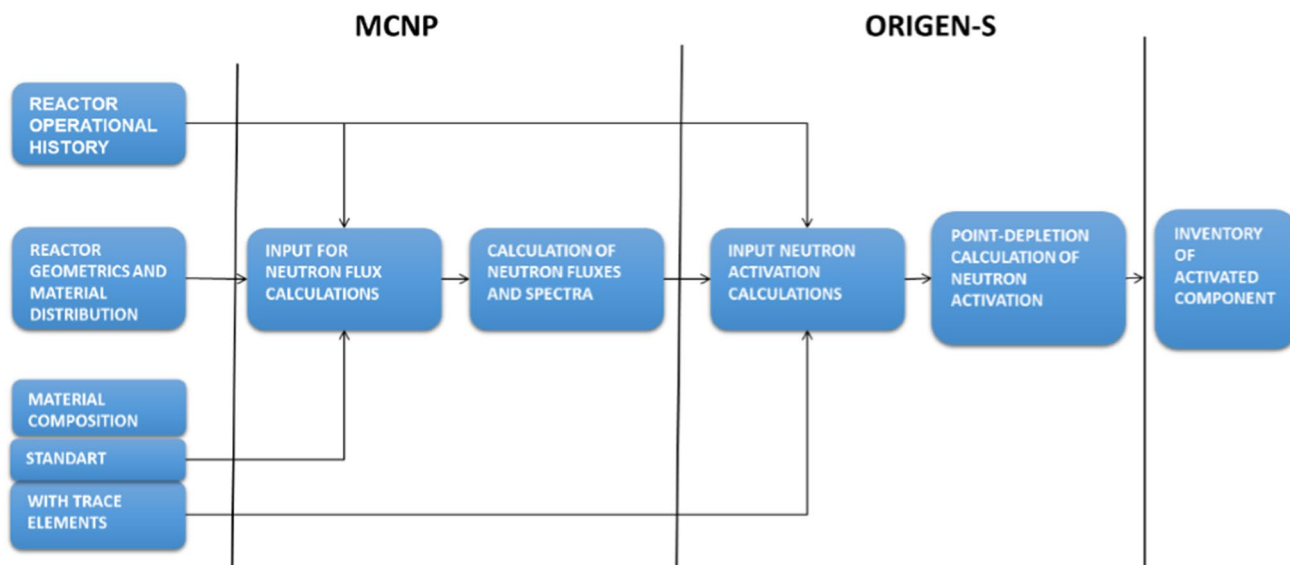 MCNP
ORIGEN-S
REACTOR
OPERATIONAL
HISTORY
REACTOR
GEOMETRICS AND
MATERIAL
DISTRIBUTION
INPUT FOR
NEUTRON FLUX
CALCULATIONS
CALCULATION OF
NEUTRON FLUXES
AND SPECTRA
INPUT NEUTRON
ACTIVATION
CALCULATIONS
POINT-DEPLETION
CALCULATION OF
NEUTRON
ACTIVATION
INVENTORY
OF
ACTIVATED
COMPONENT
MATERIAL
COMPOSITION
STANDART
WITH TRACE
ELEMENTS